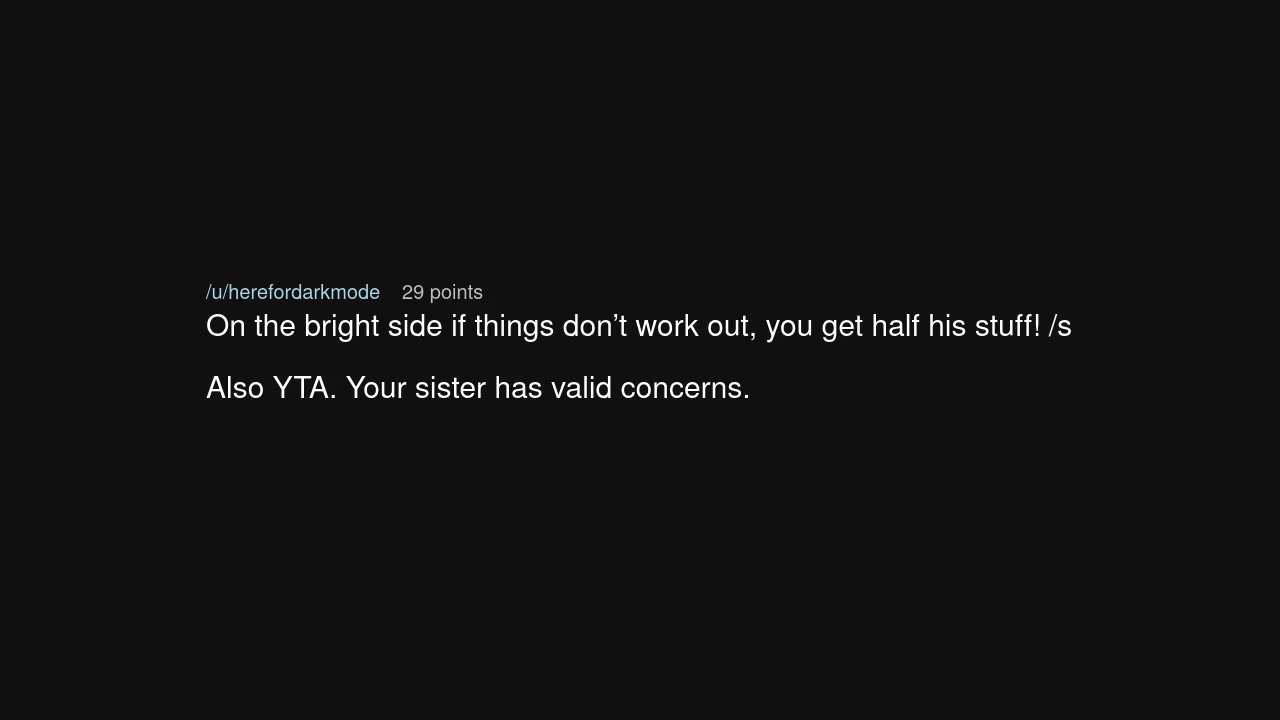 /u/herefordarkmode 29 points
On the bright side if things don’t work out, you get half his stuff! /s
Also YTA. Your sister has valid concerns.